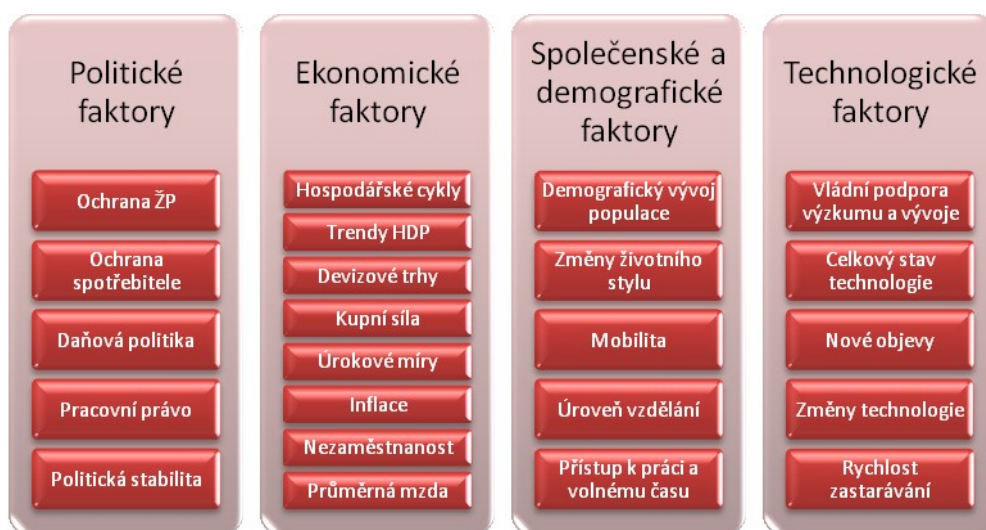 Politické
faktory
Ochrana ŽP
Ochrana
spotřebitele
Daňová politika
Pracovní právo
Politická stabilita
Ekonomické
faktory
Hospodářské cykly
Trendy HDP
Devizové trhy
Kupní síla
Úrokové míry
Inflace
Nezaměstnanost
Průměrná mzda
Společenské a
demografické
faktory
Demografický vývoj
populace
Změny životního
stylu
Mobilita
Úroveň vzdělání
Přístup k práci a
volnému času
Technologické
faktory
Vládní podpora
výzkumu a vývoje
Celkový stav
technologie
Nové objevy
Změny technologie
Rychlost
zastarávání